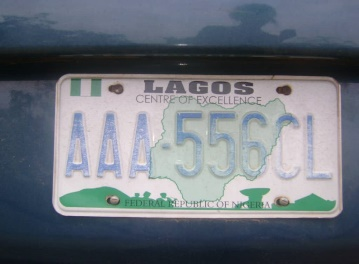 LAGOS
CENTRE OF EXCELLENCE
AAA-556CL
FEDERAL REPUBLIC OF NIGERIA